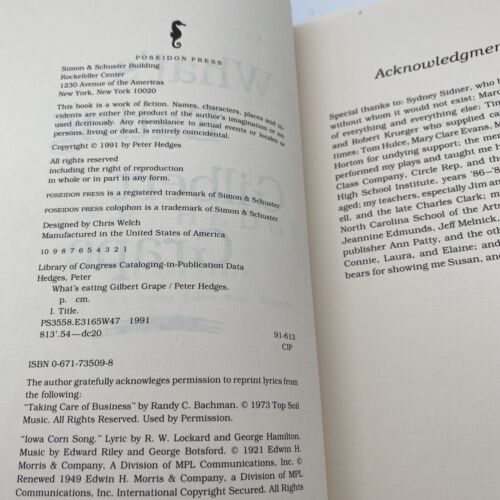 POSEIDON PRESS
Simon & Schuster Building
Rockefeller Center
1230 Avenue of the Americas
New York, New York 10020
This book is a work of fiction. Names, characters, places and in-
cidents are either the product of the author's imagination or are
used fictitiously. Any resemblance to actual events or locales or
persons, living or dead, is entirely coincidental.
Copyright © 1991 by Peter Hedges
All rights reserved
including the right of reproduction
in whole or in part in any form.
POSEIDON PRESS is a registered trademark of Simon & Schuster
POSEIDON PRESS colophon is a trademark of Simon & Schuster
Designed by Chris Welch
Manufactured in the United States of America
10 9 8 7 6 5 4 3 2 1
Library of Congress Cataloging-in-Publication Data
Hedges, Peter
What's eating Gilbert Grape / Peter Hedges.
p. cm.
I. Title.
PS3558.E3165W47 1991
813'.54—dc20 91-613
CIP
ISBN 0-671-73509-8
The author gratefully acknowleges permission to reprint lyrics from
the following:
"Taking Care of Business" by Randy C. Bachman. © 1973 Top Soil
Music. All Rights Reserved. Used by Permission.
"Iowa Corn Song." Lyric by R. W. Lockard and George Hamilton.
Music by Edward Riley and George Botsford. © 1921 Edwin H.
Morris & Company, A Division of MPL Communications, Inc. ©
Renewed 1949 Edwin H. Morris & Company, a Division of MPL
Communications, Inc. International Copyright Secured. All Rights
Acknowledgmen
Special thanks to: Sydney Sidner, who h
without whom it would not exist; Marc
of everything and everything else; Tim
and Robert Krueger who supplied ca
times; Tom Hulce, Mary Clare Evans, M
Horton for undying support; the m
performed my plays and taught me h
Class Company, Circle Rep, and th
High School Institute, years '86–'8
aged; my teachers, especially Jim a
ell, and the late Charles Clark; m
North Carolina School of the Arts
Jeannine Edmunds, Jeff Melnick,
publisher Ann Patty, and the oth
Connie, Laura, and Elaine; and
bears for showing me Susan, and